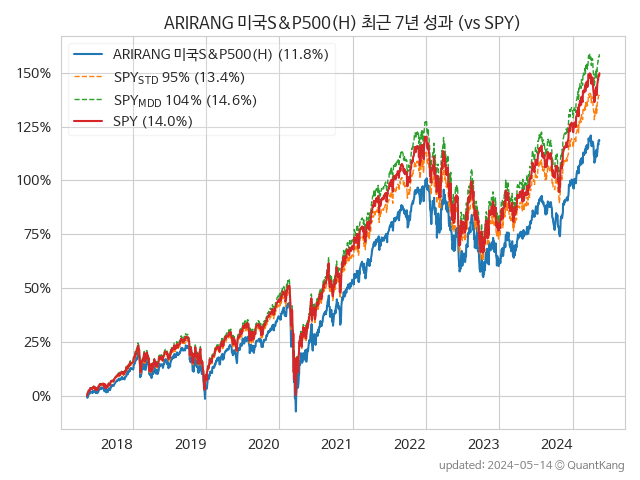 ARIRANG 미국S&P500(H) 최근 7년 성과 (vs SPY)
ARIRANG 미국S&P500(H) (11.8%)
SPY_STD 95% (13.4%)
SPY_MDD 104% (14.6%)
SPY (14.0%)
150%
125%
100%
75%
50%
25%
0%
2018 2019 2020 2021 2022 2023 2024
updated: 2024-05-14 © QuantKang